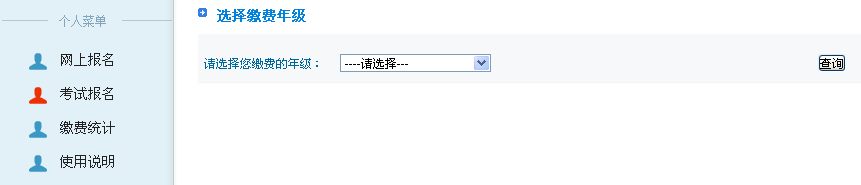 个人菜单
网上报名
考试报名
缴费统计
使用说明
选择缴费年级
请选择您缴费的年级： ----请选择--- 查询